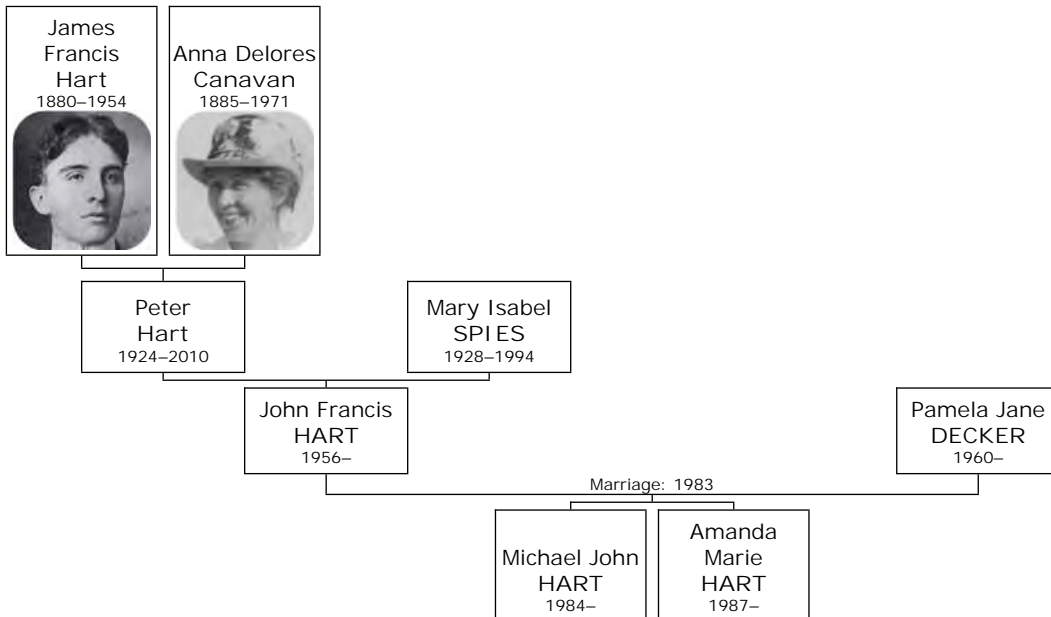 James
Francis
Hart
1880–1954
Anna Delores
Canavan
1885–1971
Peter
Hart
1924–2010
Mary Isabel
SPIES
1928–1994
John Francis
HART
1956–
Pamela Jane
DECKER
1960–
Marriage: 1983
Michael John
HART
1984–
Amanda
Marie
HART
1987–